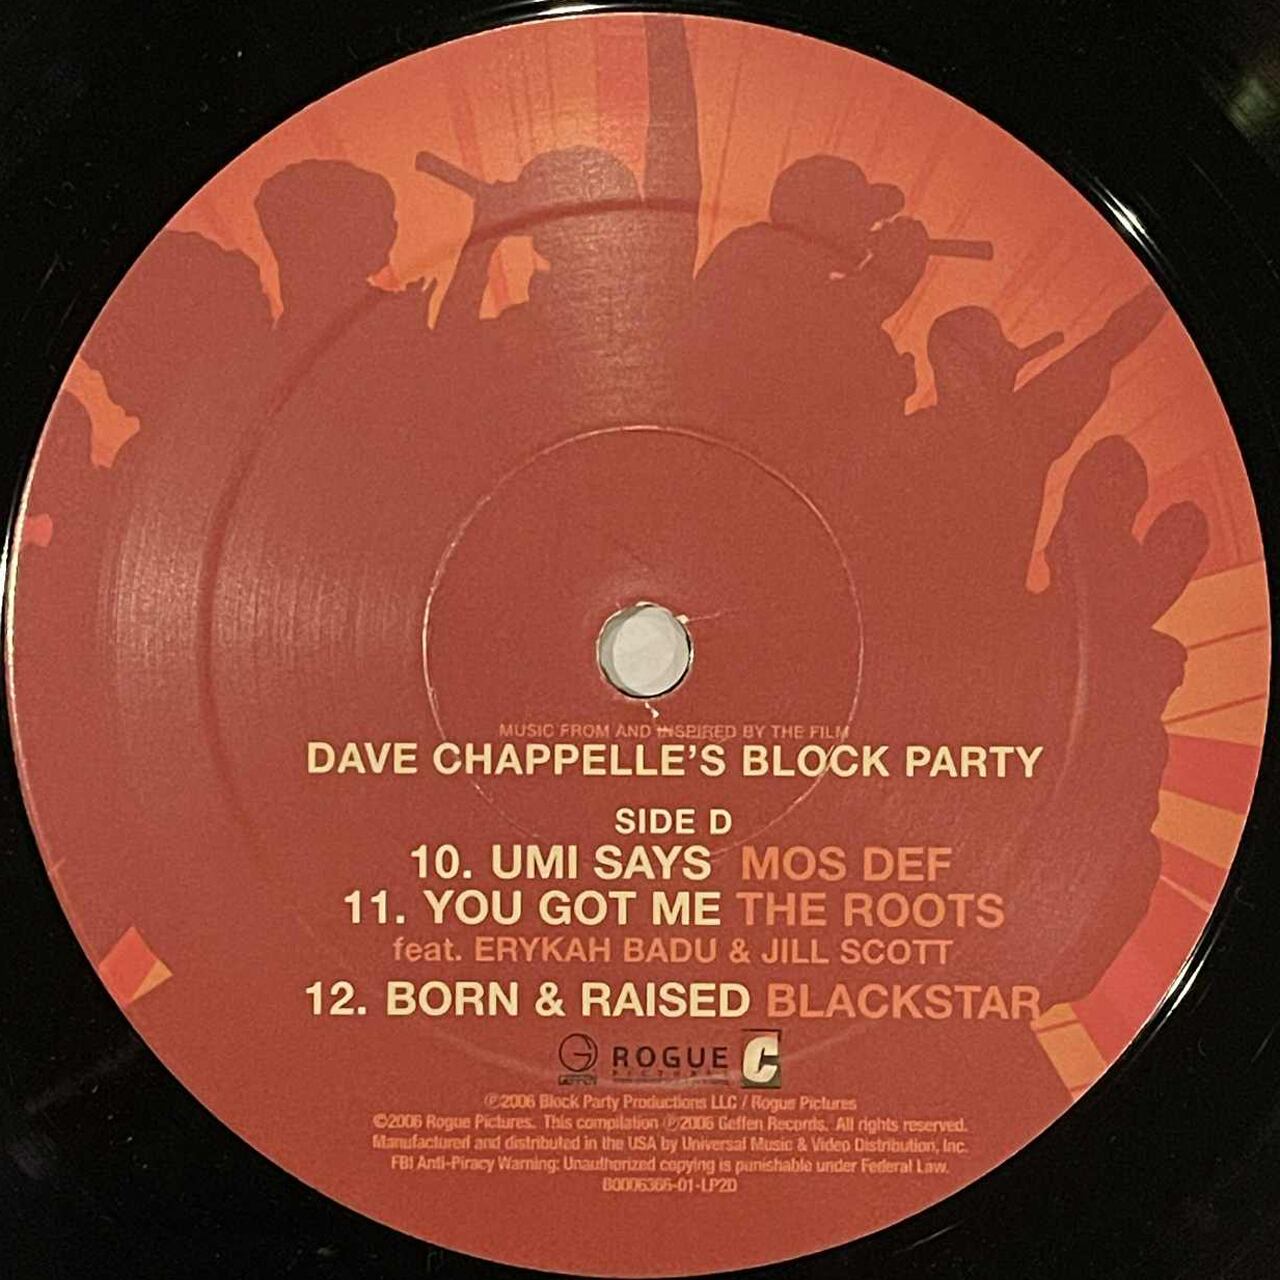 MUSIC FROM AND INSPIRED BY THE FILM
DAVE CHAPPELLE'S BLOCK PARTY
SIDE D
10. UMI SAYS MOS DEF
11. YOU GOT ME THE ROOTS
feat. ERYKAH BADU & JILL SCOTT
12. BORN & RAISED BLACKSTAR
GEFFEN ROGUE PICTURES C
℗2006 Block Party Productions LLC / Rogue Pictures
©2006 Rogue Pictures. This compilation ℗2006 Geffen Records. All rights reserved.
Manufactured and distributed in the USA by Universal Music & Video Distribution, Inc.
FBI Anti-Piracy Warning: Unauthorized copying is punishable under Federal Law.
B0006366-01-LP2D